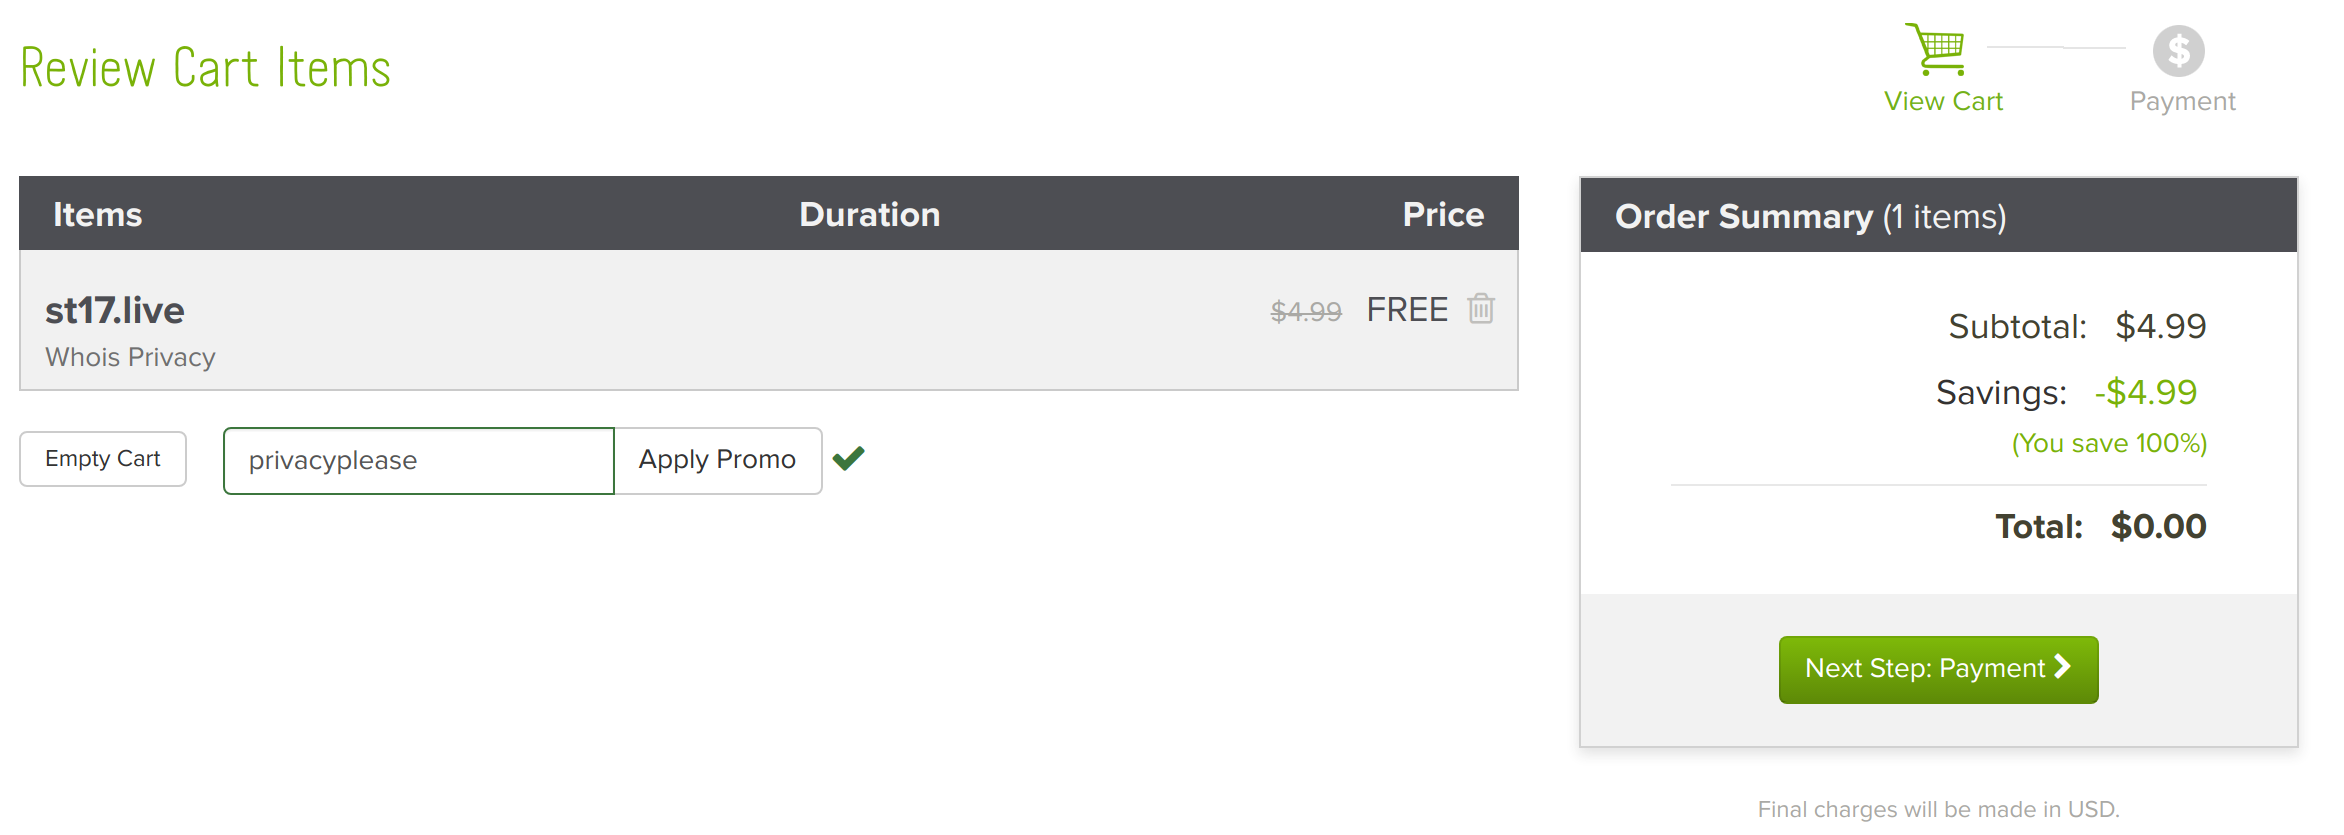 Review Cart Items
View Cart
Payment
Items Duration Price
st17.live $4.99 FREE
Whois Privacy
Empty Cart privacyplease Apply Promo
Order Summary (1 items)
Subtotal: $4.99
Savings: -$4.99
(You save 100%)
Total: $0.00
Next Step: Payment
Final charges will be made in USD.